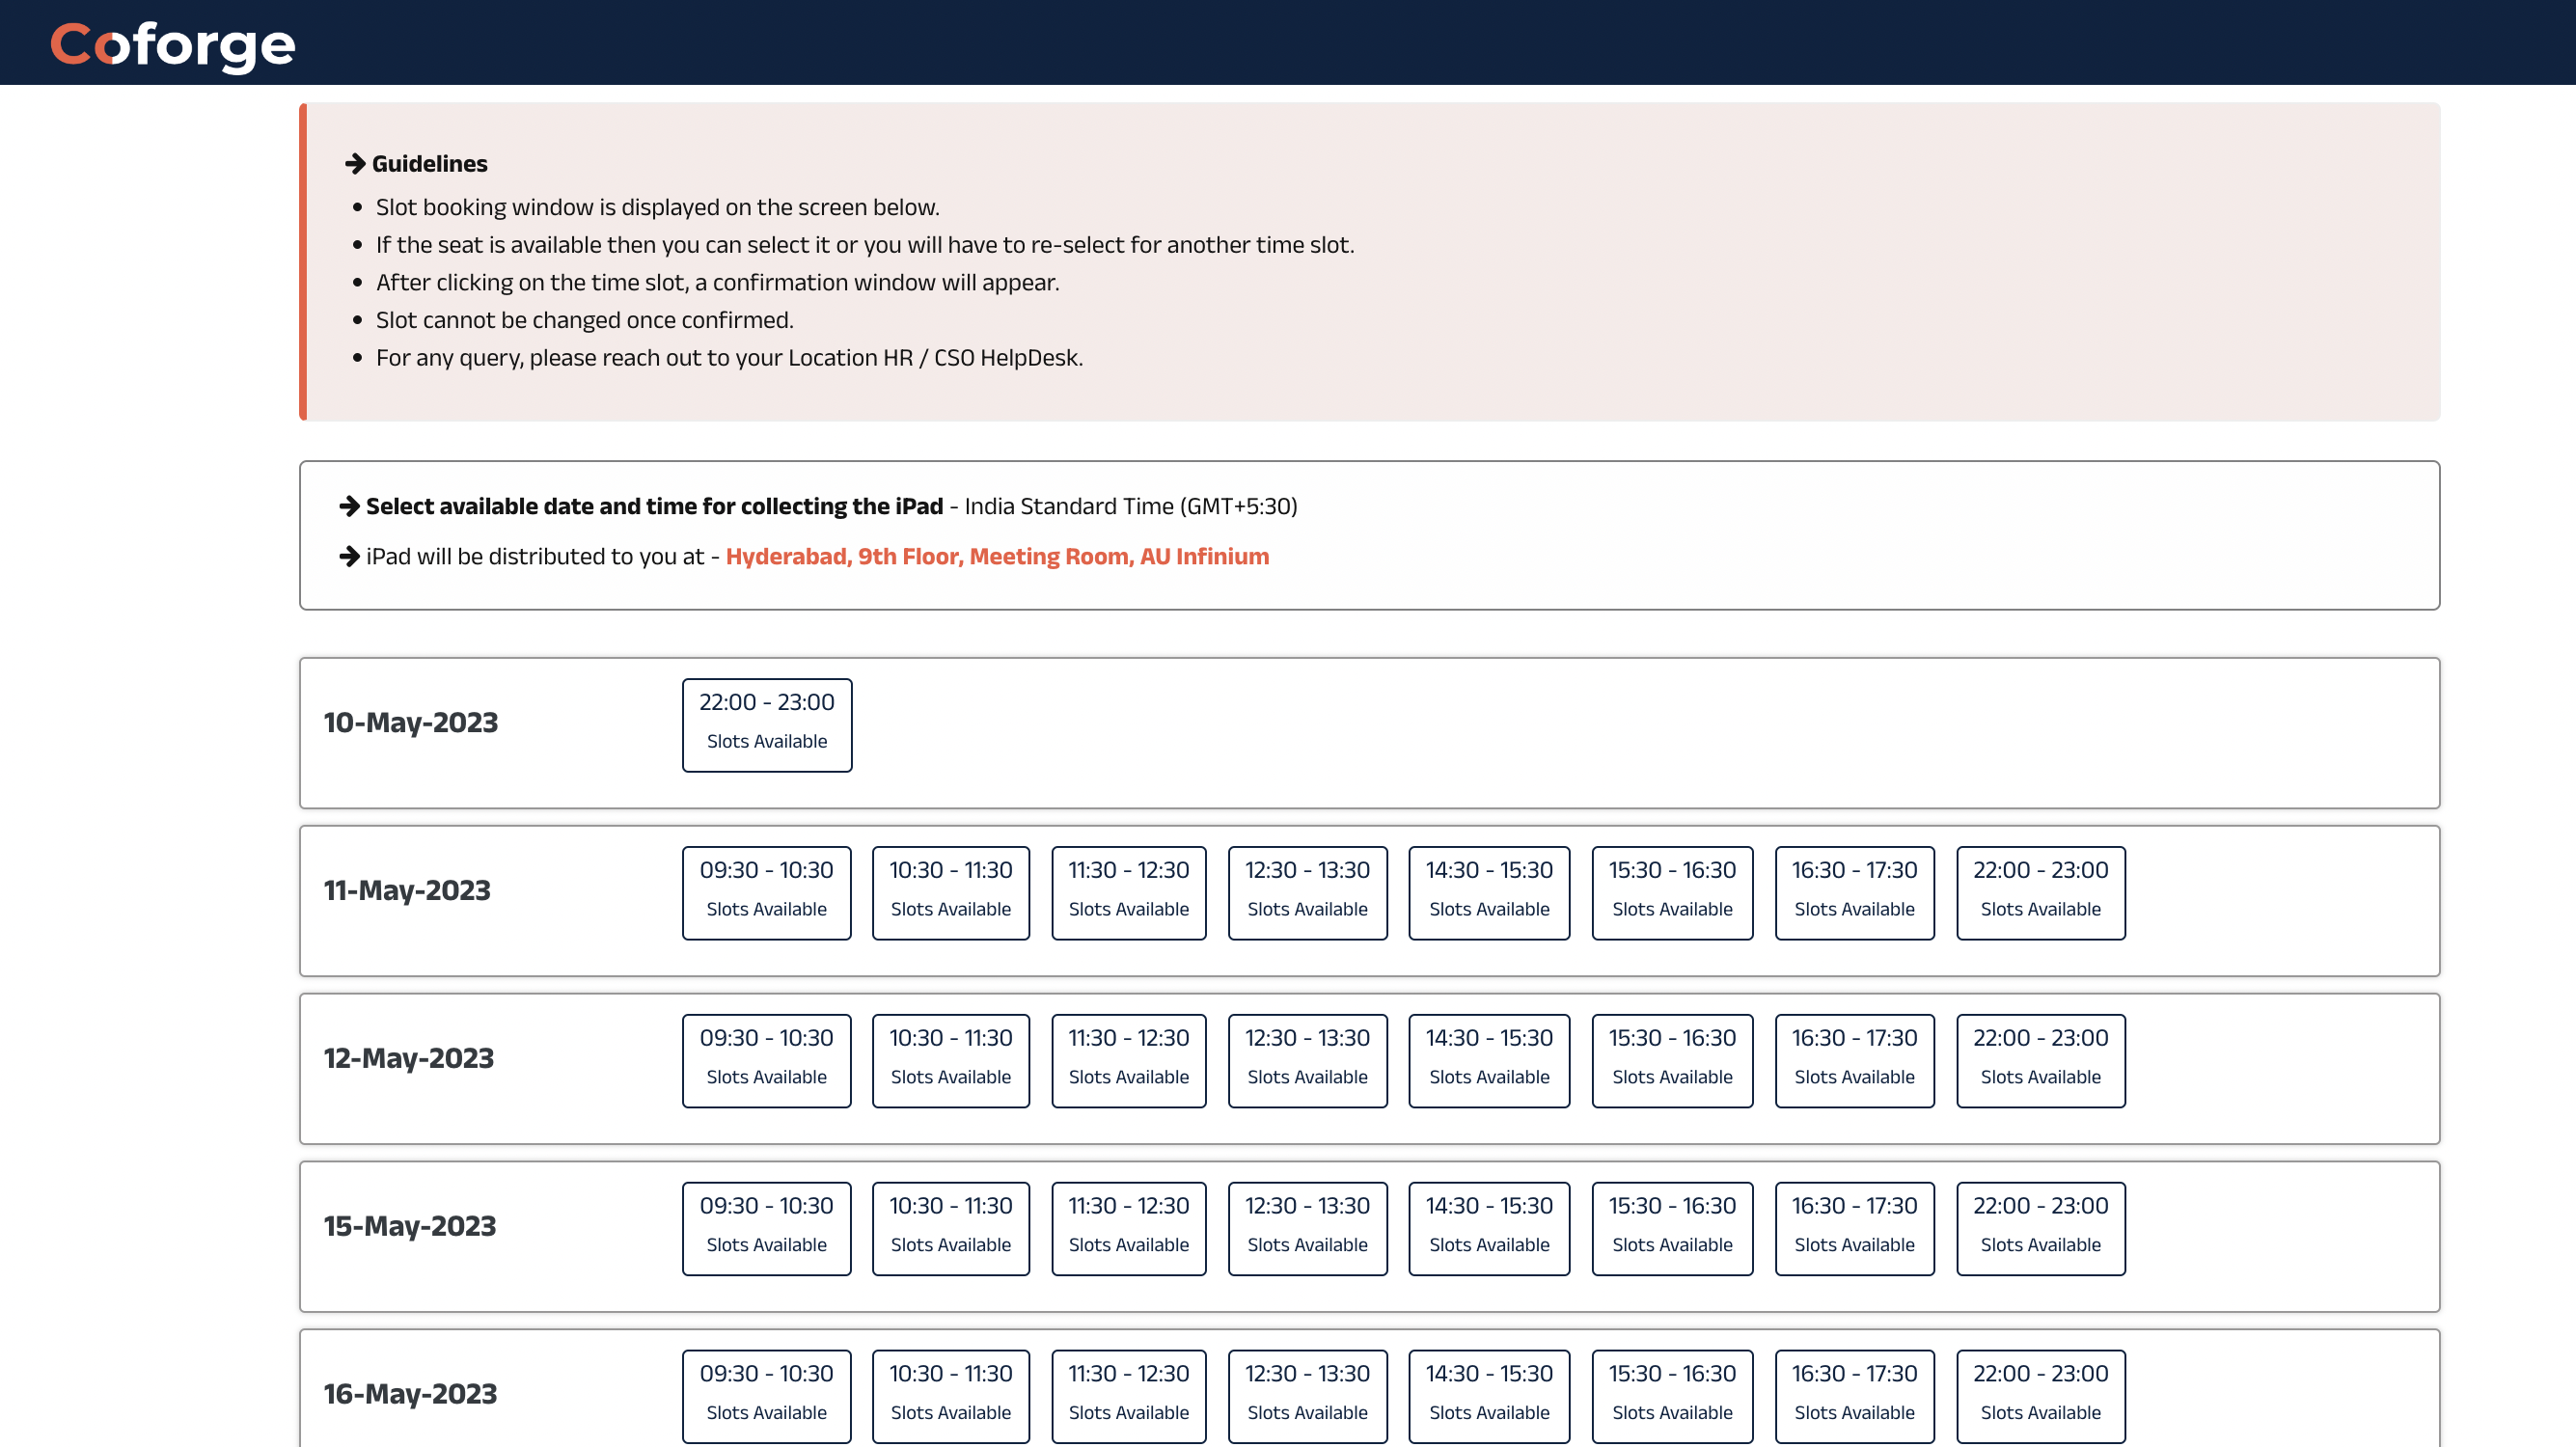 Coforge
Guidelines
Slot booking window is displayed on the screen below.
If the seat is available then you can select it or you will have to re-select for another time slot.
After clicking on the time slot, a confirmation window will appear.
Slot cannot be changed once confirmed.
For any query, please reach out to your Location HR / CSO HelpDesk.
Select available date and time for collecting the iPad - India Standard Time (GMT+5:30)
iPad will be distributed to you at - Hyderabad, 9th Floor, Meeting Room, AU Infinium
10-May-2023
22:00 - 23:00
Slots Available
11-May-2023
09:30 - 10:30 10:30 - 11:30 11:30 - 12:30 12:30 - 13:30 14:30 - 15:30 15:30 - 16:30 16:30 - 17:30 22:00 - 23:00
Slots Available Slots Available Slots Available Slots Available Slots Available Slots Available Slots Available Slots Available
12-May-2023
09:30 - 10:30 10:30 - 11:30 11:30 - 12:30 12:30 - 13:30 14:30 - 15:30 15:30 - 16:30 16:30 - 17:30 22:00 - 23:00
Slots Available Slots Available Slots Available Slots Available Slots Available Slots Available Slots Available Slots Available
15-May-2023
09:30 - 10:30 10:30 - 11:30 11:30 - 12:30 12:30 - 13:30 14:30 - 15:30 15:30 - 16:30 16:30 - 17:30 22:00 - 23:00
Slots Available Slots Available Slots Available Slots Available Slots Available Slots Available Slots Available Slots Available
16-May-2023
09:30 - 10:30 10:30 - 11:30 11:30 - 12:30 12:30 - 13:30 14:30 - 15:30 15:30 - 16:30 16:30 - 17:30 22:00 - 23:00
Slots Available Slots Available Slots Available Slots Available Slots Available Slots Available Slots Available Slots Available